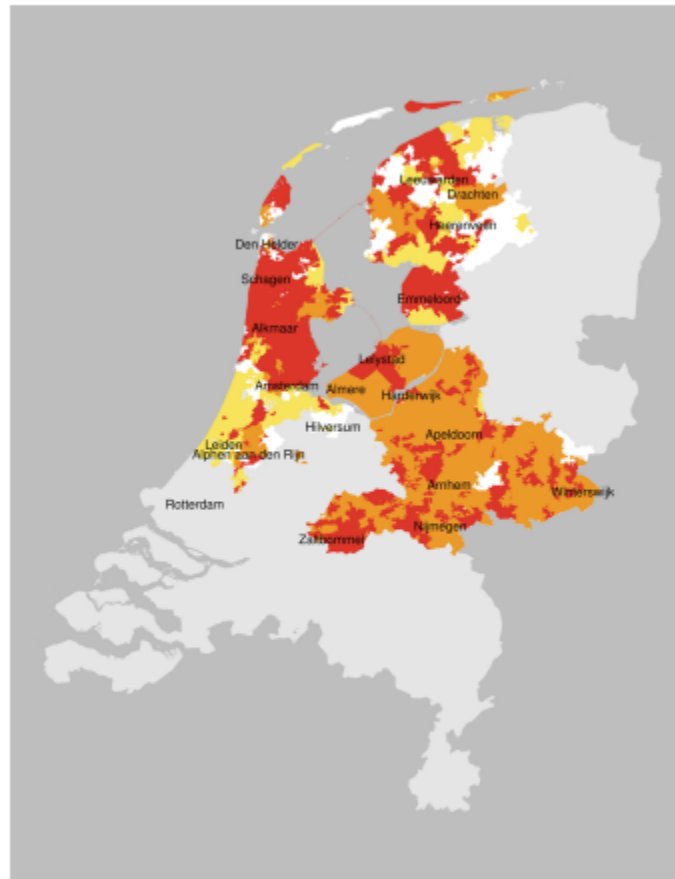 Leeuwarden
Drachten
Heerenveen
Den Helder
Schagen
Emmeloord
Alkmaar
Lelystad
Amsterdam
Almere
Harderwijk
Hilversum
Apeldoorn
Leiden
Alphen aan den Rijn
Arnhem
Winterswijk
Rotterdam
Nijmegen
Zaltbommel